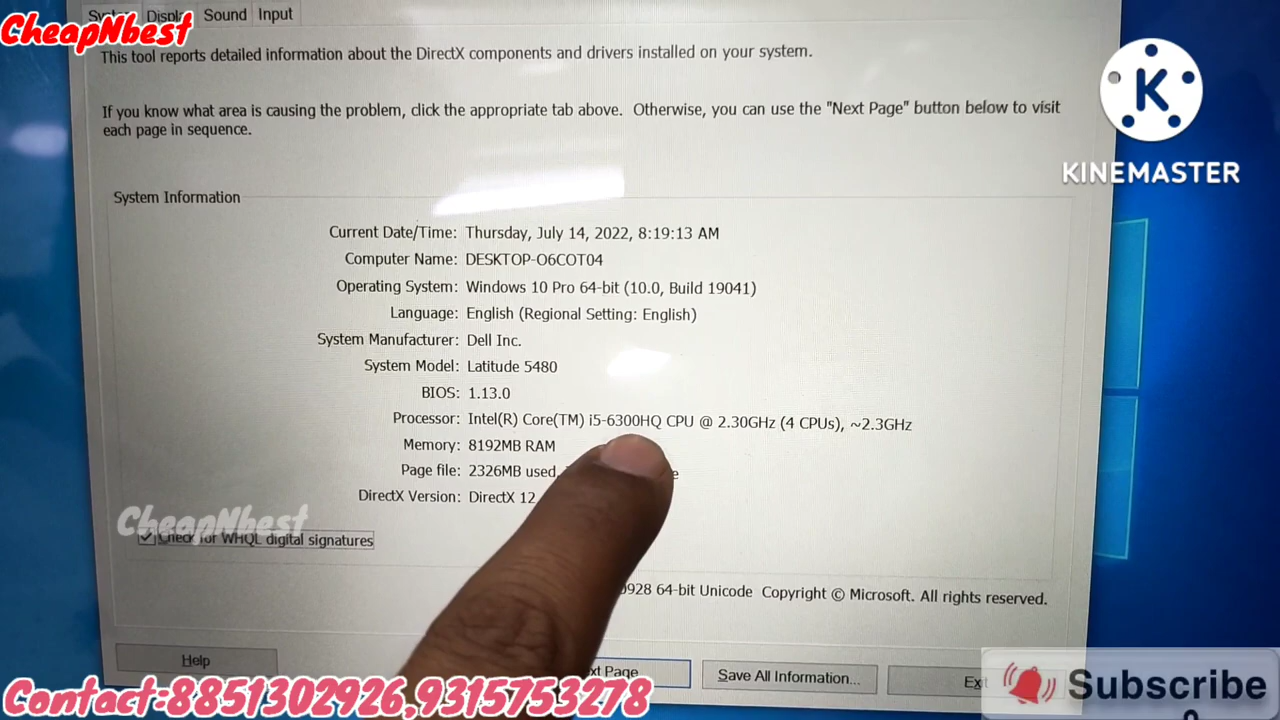 CheapNbest
Sound Input
This tool reports detailed information about the DirectX components and drivers installed on your system.
If you know what area is causing the problem, click the appropriate tab above. Otherwise, you can use the "Next Page" button below to visit
each page in sequence.
K
KINEMASTER
System Information
Current Date/Time: Thursday, July 14, 2022, 8:19:13 AM
Computer Name: DESKTOP-O6COT04
Operating System: Windows 10 Pro 64-bit (10.0, Build 19041)
Language: English (Regional Setting: English)
System Manufacturer: Dell Inc.
System Model: Latitude 5480
BIOS: 1.13.0
Processor: Intel(R) Core(TM) i5-6300HQ CPU @ 2.30GHz (4 CPUs), ~2.3GHz
Memory: 8192MB RAM
Page file: 2326MB used,
DirectX Version: DirectX 12
CheapNbest
Check for WHQL digital signatures
64-bit Unicode Copyright © Microsoft. All rights reserved.
Help
Page
Save All Information...
Subscribe
Contact:8851302926,9315753278